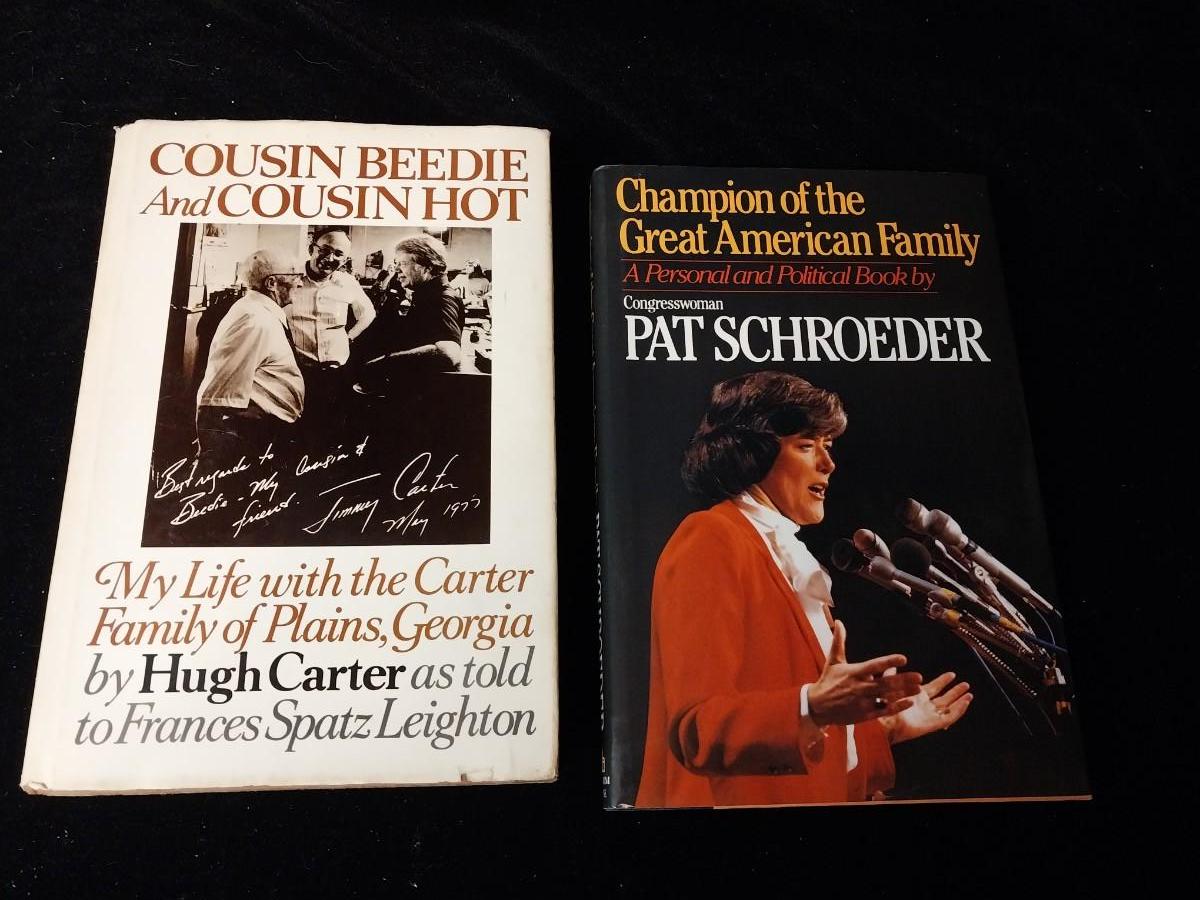 COUSIN BEEDIE
And COUSIN HOT
"Best regards to
Beedie - My Cousin &
friend.
Jimmy Carter
May 1977"
My Life with the Carter
Family of Plains, Georgia
by Hugh Carter as told
to Frances Spatz Leighton
Champion of the
Great American Family
A Personal and Political Book by
Congresswoman
PAT SCHROEDER